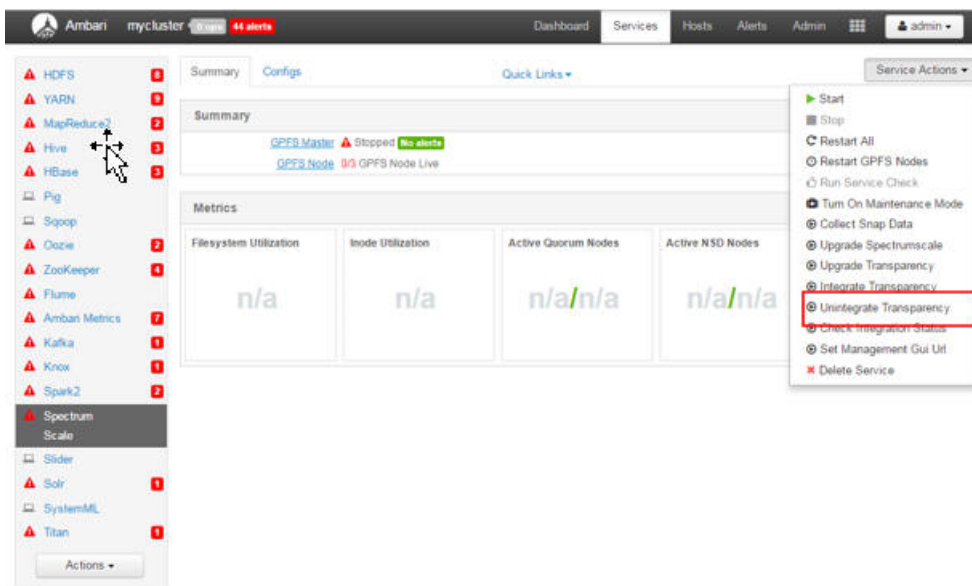 Ambari mycluster 0 ops 44 alerts Dashboard Services Hosts Alerts Admin admin
HDFS 8
YARN 9
MapReduce2 2
Hive 3
HBase 3
Pig
Sqoop
Oozie 2
ZooKeeper 4
Flume
Ambari Metrics 7
Kafka 1
Knox 1
Spark2 2
Spectrum
Scale
Slider
Solr 1
SystemML
Titan 1
Actions
Summary Configs Quick Links Service Actions
Summary
GPFS Master Stopped No alerts
GPFS Node 0/3 GPFS Node Live
Metrics
Filesystem Utilization Inode Utilization Active Quorum Nodes Active NSD Nodes
n/a n/a n/a/n/a n/a/n/a
Start
Stop
Restart All
Restart GPFS Nodes
Run Service Check
Turn On Maintenance Mode
Collect Snap Data
Upgrade Spectrumscale
Upgrade Transparency
Integrate Transparency
Unintegrate Transparency
Check Integration Status
Set Management Gui Url
Delete Service